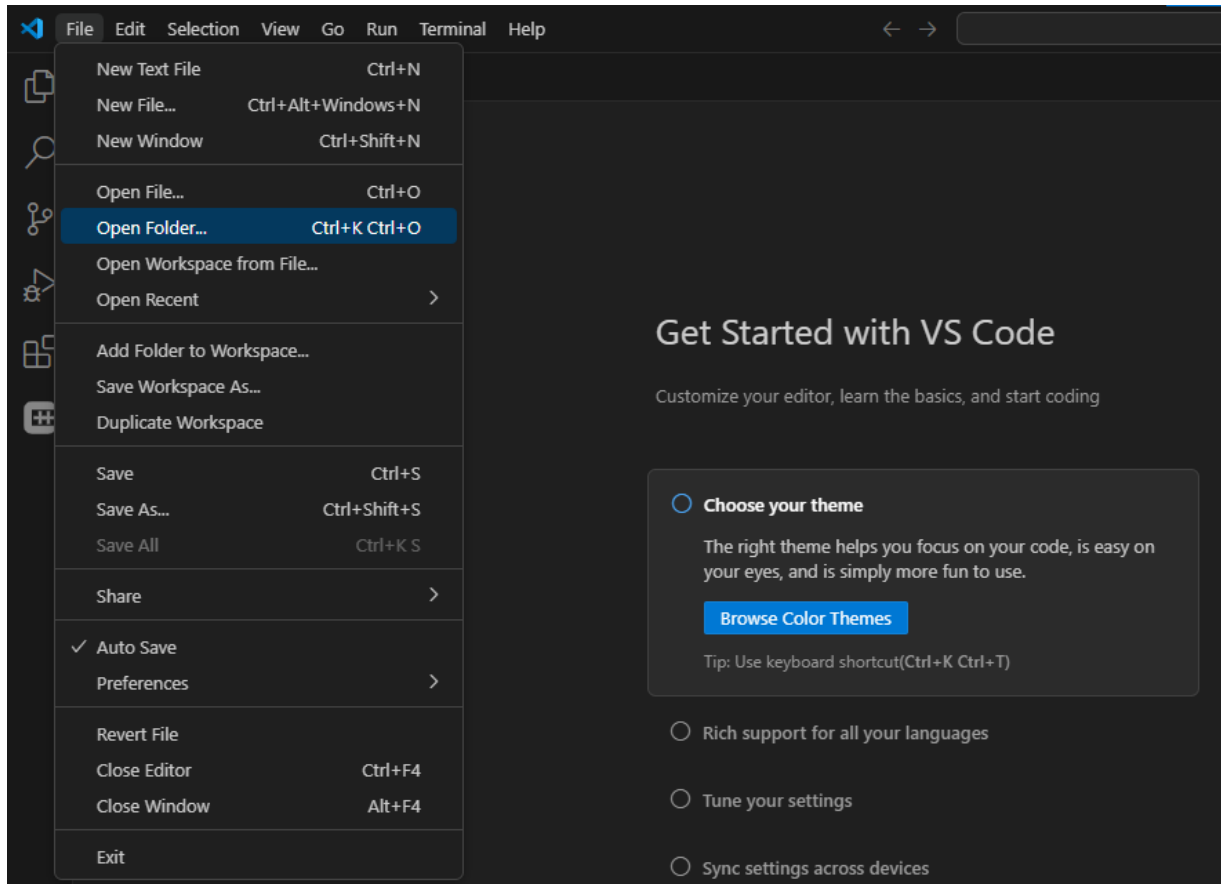 File Edit Selection View Go Run Terminal Help
New Text File Ctrl+N
New File... Ctrl+Alt+Windows+N
New Window Ctrl+Shift+N
Open File... Ctrl+O
Open Folder... Ctrl+K Ctrl+O
Open Workspace from File...
Open Recent
Add Folder to Workspace...
Save Workspace As...
Duplicate Workspace
Save Ctrl+S
Save As... Ctrl+Shift+S
Save All Ctrl+K S
Share
Auto Save
Preferences
Revert File
Close Editor Ctrl+F4
Close Window Alt+F4
Exit
Get Started with VS Code
Customize your editor, learn the basics, and start coding
Choose your theme
The right theme helps you focus on your code, is easy on
your eyes, and is simply more fun to use.
Browse Color Themes
Tip: Use keyboard shortcut(Ctrl+K Ctrl+T)
Rich support for all your languages
Tune your settings
Sync settings across devices